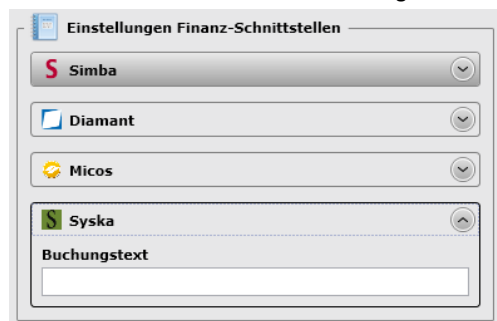 Einstellungen Finanz-Schnittstellen
S Simba
Diamant
Micos
S Syska
Buchungstext